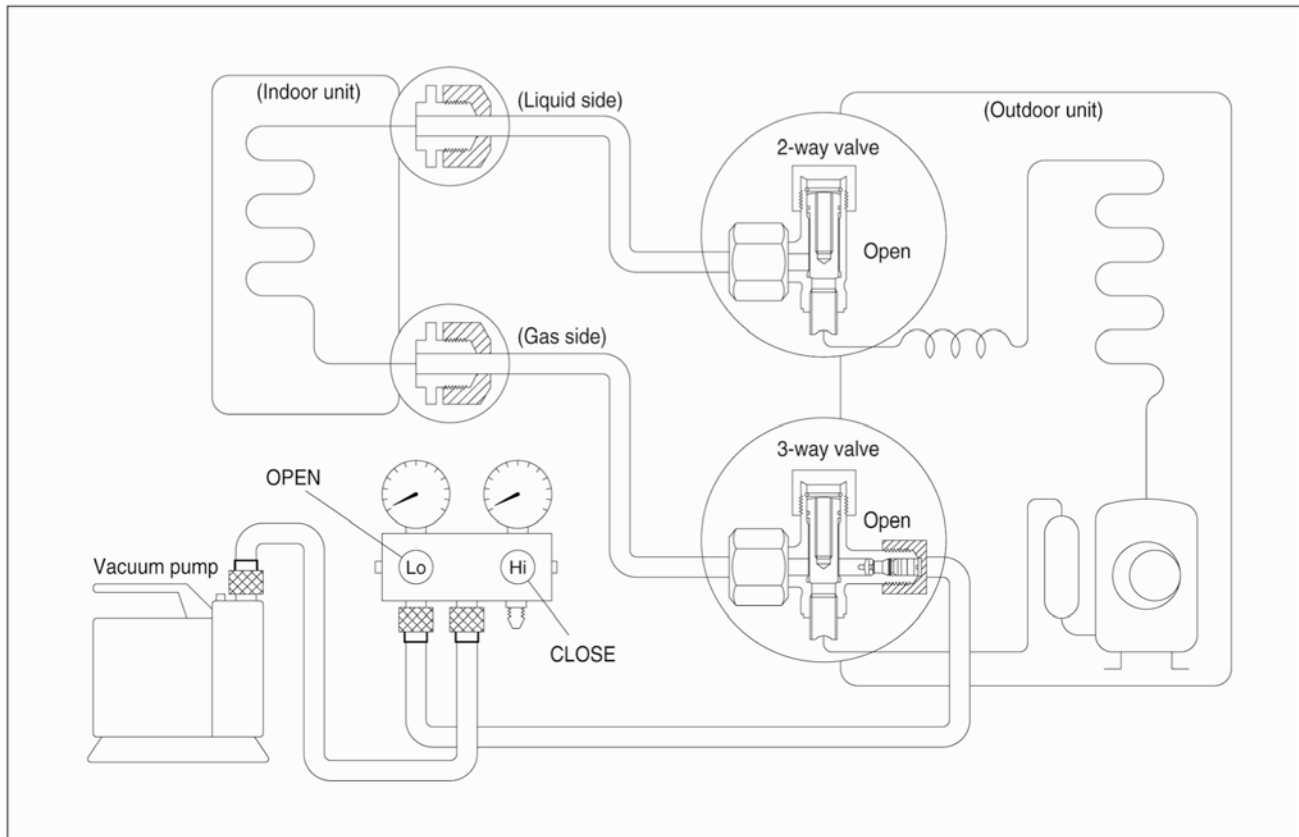 (Indoor unit)
(Liquid side)
(Outdoor unit)
2-way valve
Open
(Gas side)
3-way valve
Open
OPEN
Vacuum pump
Lo
Hi
CLOSE